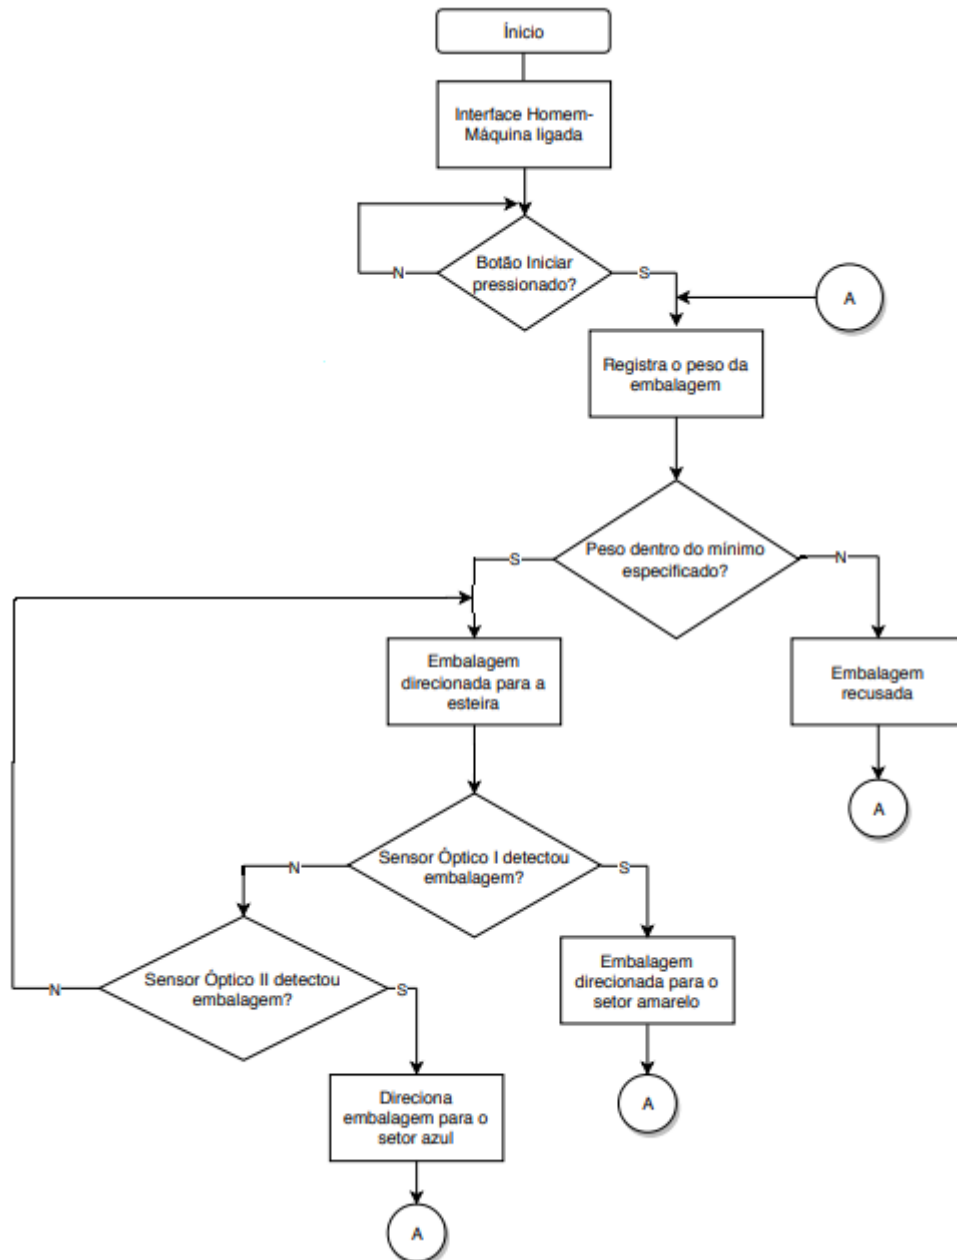 Ínicio
Interface Homem-
Máquina ligada
Botão Iniciar
pressionado?
N
S
A
Registra o peso da
embalagem
Peso dentro do mínimo
especificado?
S
N
Embalagem
direcionada para a
esteira
Embalagem
recusada
A
Sensor Óptico I detectou
embalagem?
N
S
Sensor Óptico II detectou
embalagem?
N
S
Embalagem
direcionada para o
setor amarelo
A
Direciona
embalagem para o
setor azul
A